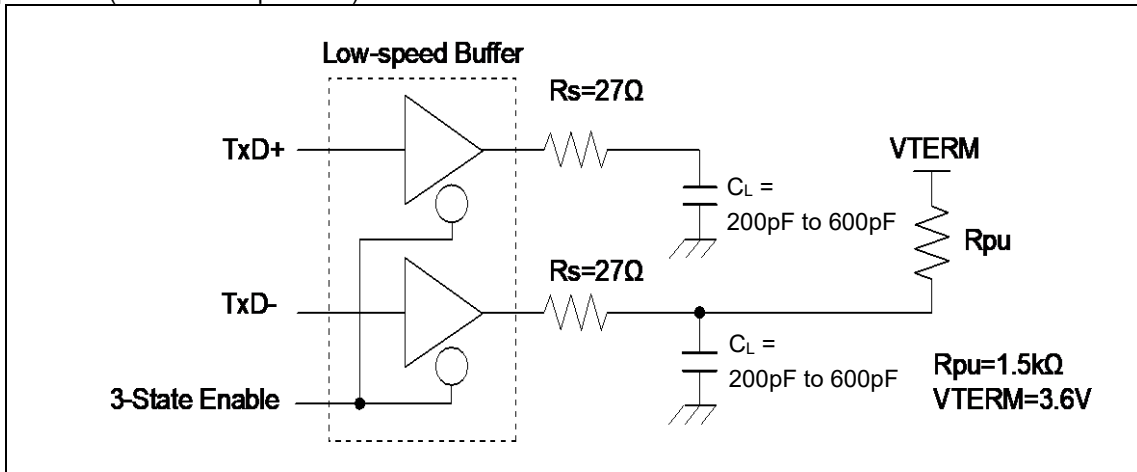 Low-speed Buffer
Rs=27Ω
TxD+
VTERM
CL =
200pF to 600pF
Rpu
Rs=27Ω
TxD-
CL =
200pF to 600pF
Rpu=1.5kΩ
VTERM=3.6V
3-State Enable